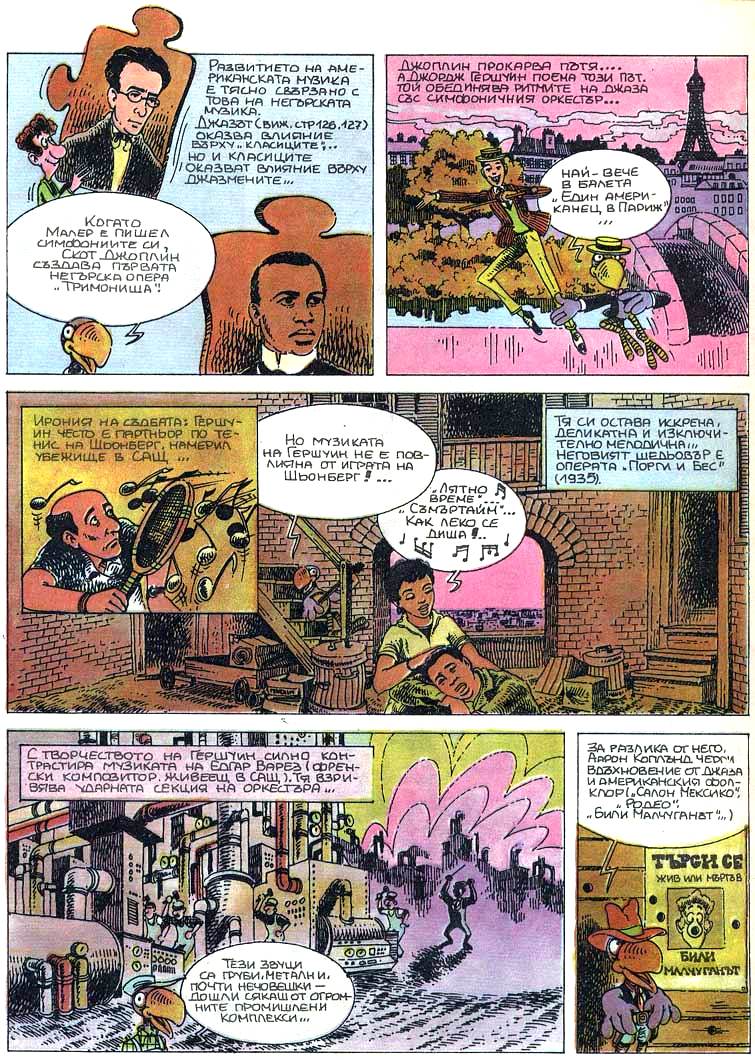 РАЗВИТИЕТО НА АМЕ-
РИКАНСКАТА МУЗИКА
Е ТЯСНО СВЪРЗАНО С
ТОВА НА НЕГЪРСКАТА
МУЗИКА.
ДЖАЗЪТ (ВИЖ. СТР 126, 127)
ОКАЗВА ВЛИЯНИЕ
ВЪРХУ „КЛАСИЦИТЕ“,..
НО И КЛАСИЦИТЕ
ОКАЗВАТ ВЛИЯНИЕ ВЪРХУ
ДЖАЗМЕНИТЕ...
КОГАТО
МАЛЕР Е ПИШЕЛ
СИМФОНИИТЕ СИ,
СКОТ ДЖОПЛИН
СЪЗДАВА ПЪРВАТА
НЕГЪРСКА ОПЕРА
„ТРИМОНИША“!
ДЖОПЛИН ПРОКАРВА ПЪТЯ....
А ДЖОРДЖ ГЕРШУИН ПОЕМА ТОЗИ ПЪТ.
ТОЙ ОБЕДИНЯВА РИТМИТЕ НА ДЖАЗА
СЪС СИМФОНИЧНИЯ ОРКЕСТЪР...
НАЙ-ВЕЧЕ
В БАЛЕТА
„ЕДИН АМЕРИ-
КАНЕЦ В ПАРИЖ“
...
ИРОНИЯ НА СЪДБАТА: ГЕРШУ-
ИН ЧЕСТО Е ПАРТНЬОР ПО ТЕ-
НИС НА ШЬОНБЕРГ, НАМЕРИЛ
УБЕЖИЩЕ В САЩ ...
НО МУЗИКАТА
НА ГЕРШУИН НЕ Е ПОВ-
ЛИЯНА ОТ ИГРАТА НА
ШЬОНБЕРГ! ...
„ЛЯТНО
ВРЕМЕ“...
„СЪМЪРТАЙМ“...
КАК ЛЕКО СЕ
ДИША!..
ТЯ СИ ОСТАВА ИСКРЕНА,
ДЕЛИКАТНА И ИЗКЛЮЧИ-
ТЕЛНО МЕЛОДИЧНА...
НЕГОВИЯТ ШЕДЬОВЪР Е
ОПЕРАТА „ПОРГИ И БЕС“
(1935).
С ТВОРЧЕСТВОТО НА ГЕРШУИН СИЛНО КОН-
ТРАСТИРА МУЗИКАТА НА ЕДГАР ВАРЕЗ (ФРЕН-
СКИ КОМПОЗИТОР, ЖИВЕЕЩ В САЩ). ТЯ ВЗРИ-
ВЯВА УДАРНАТА СЕКЦИЯ НА ОРКЕСТЪРА ...
ТЕЗИ ЗВУЦИ
СА ГРУБИ, МЕТАЛНИ,
ПОЧТИ НЕЧОВЕШКИ –
ДОШЛИ СЯКАШ ОТ ОГРОМ-
НИТЕ ПРОМИШЛЕНИ
КОМПЛЕКСИ...
ЗА РАЗЛИКА ОТ НЕГО,
ААРОН КОПЛЪНД ЧЕРПИ
ВДЪХНОВЕНИЕ ОТ ДЖАЗА
И АМЕРИКАНСКИЯ ФОЛ-
КЛОР („САЛОН МЕКСИКО“,
„РОДЕО“,
„БИЛИ МАЛЧУГАНЪТ“...)
ТЪРСИ СЕ
ЖИВ ИЛИ МЪРТЪВ
БИЛИ
МАЛЧУГАНЪТ